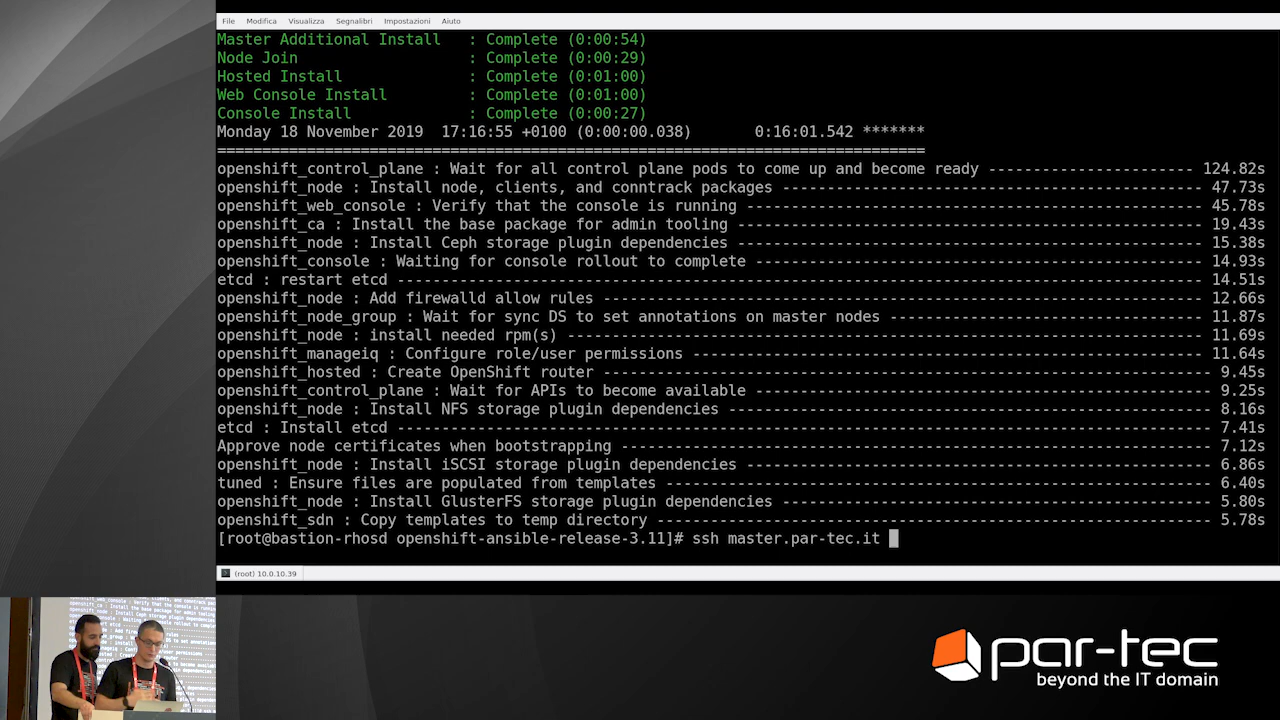 File Modifica Visualizza Segnalibri Impostazioni Aiuto
Master Additional Install : Complete (0:00:54)
Node Join : Complete (0:00:29)
Hosted Install : Complete (0:01:00)
Web Console Install : Complete (0:01:00)
Console Install : Complete (0:00:27)
Monday 18 November 2019 17:16:55 +0100 (0:00:00.038) 0:16:01.542 *******
===============================================================================
openshift_control_plane : Wait for all control plane pods to come up and become ready ----------------------- 124.82s
openshift_node : Install node, clients, and conntrack packages ----------------------------------------------- 47.73s
openshift_web_console : Verify that the console is running --------------------------------------------------- 45.78s
openshift_ca : Install the base package for admin tooling ---------------------------------------------------- 19.43s
openshift_node : Install Ceph storage plugin dependencies ---------------------------------------------------- 15.38s
openshift_console : Waiting for console rollout to complete -------------------------------------------------- 14.93s
etcd : restart etcd ------------------------------------------------------------------------------------------ 14.51s
openshift_node : Add firewalld allow rules ------------------------------------------------------------------- 12.66s
openshift_node_group : Wait for sync DS to set annotations on master nodes ----------------------------------- 11.87s
openshift_node : install needed rpm(s) ----------------------------------------------------------------------- 11.69s
openshift_manageiq : Configure role/user permissions --------------------------------------------------------- 11.64s
openshift_hosted : Create OpenShift router -------------------------------------------------------------------- 9.45s
openshift_control_plane : Wait for APIs to become available --------------------------------------------------- 9.25s
openshift_node : Install NFS storage plugin dependencies ------------------------------------------------------ 8.16s
etcd : Install etcd ------------------------------------------------------------------------------------------- 7.41s
Approve node certificates when bootstrapping ------------------------------------------------------------------ 7.12s
openshift_node : Install iSCSI storage plugin dependencies ---------------------------------------------------- 6.86s
tuned : Ensure files are populated from templates ------------------------------------------------------------- 6.40s
openshift_node : Install GlusterFS storage plugin dependencies ------------------------------------------------ 5.80s
openshift_sdn : Copy templates to temp directory -------------------------------------------------------------- 5.78s
[root@bastion-rhosd openshift-ansible-release-3.11]# ssh master.par-tec.it
(root) 10.0.10.39
par-tec
beyond the IT domain